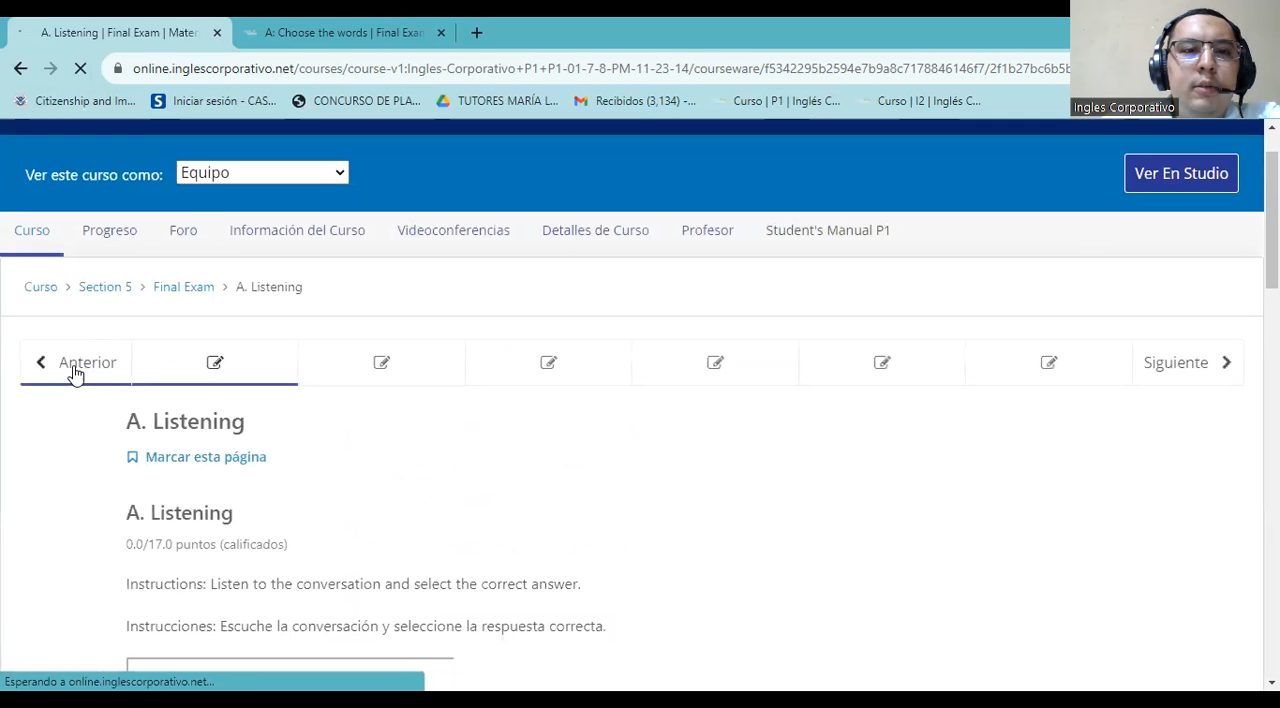 A. Listening | Final Exam | Mater
A: Choose the words | Final Exar
online.inglescorporativo.net/courses/course-v1:Ingles-Corporativo+P1+P1-01-7-8-PM-11-23-14/courseware/f5342295b2594e7b9a8c7178846146f7/2f1b27bc6b5b
Citizenship and Im...
Iniciar sesión - CAS...
CONCURSO DE PLA...
TUTORES MARÍA L...
Recibidos (3,134) -...
Curso | P1 | Inglés C...
Curso | I2 | Inglés C...
Ingles Corporativo
Ver este curso como:
Equipo
Ver En Studio
Curso
Progreso
Foro
Información del Curso
Videoconferencias
Detalles de Curso
Profesor
Student's Manual P1
Curso > Section 5 > Final Exam > A. Listening
Anterior
Siguiente
A. Listening
Marcar esta página
A. Listening
0.0/17.0 puntos (calificados)
Instructions: Listen to the conversation and select the correct answer.
Instrucciones: Escuche la conversación y seleccione la respuesta correcta.
Esperando a online.inglescorporativo.net...